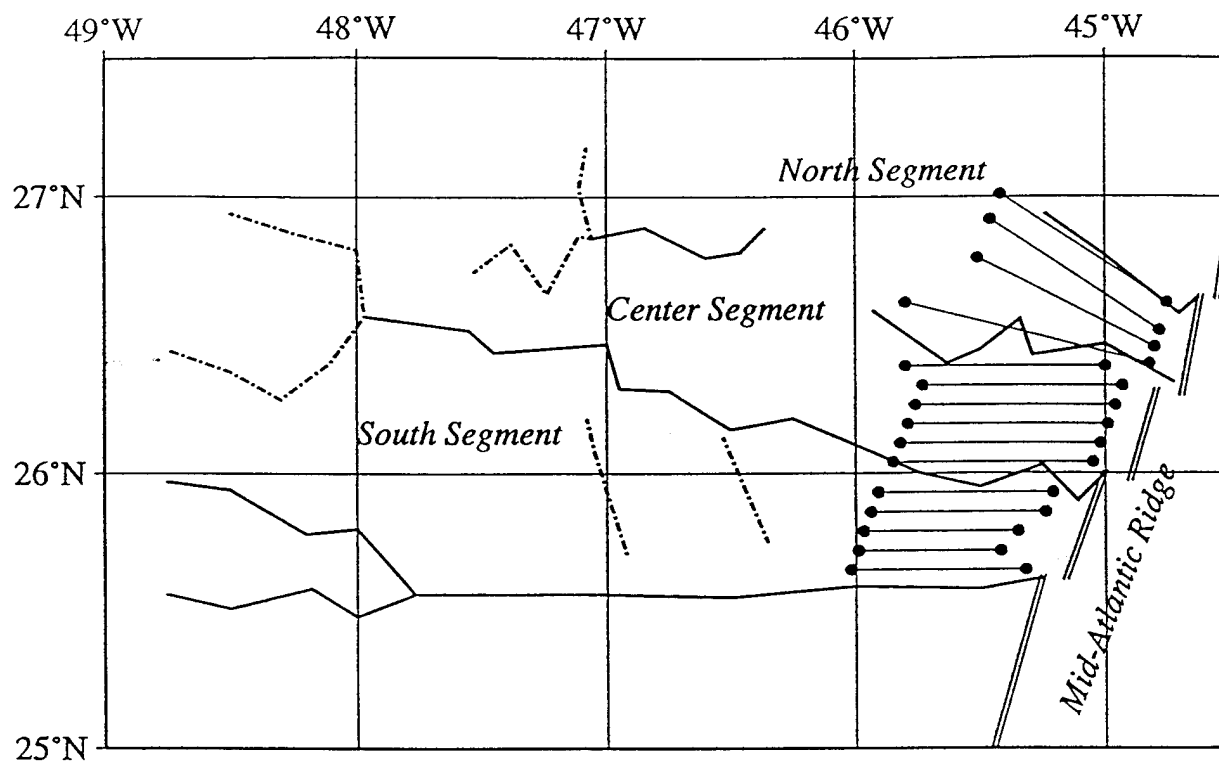 49°W 48°W 47°W 46°W 45°W
North Segment
27°N
Center Segment
South Segment
26°N
Mid-Atlantic Ridge
25°N